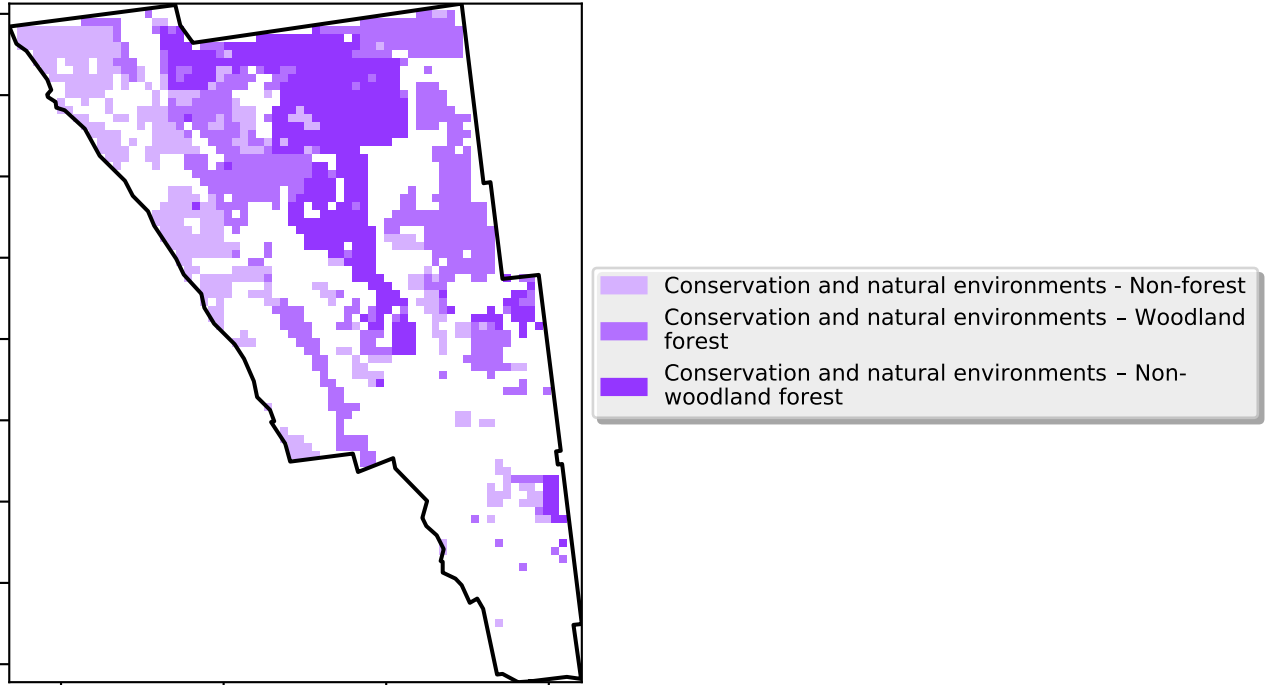 Conservation and natural environments - Non-forest
Conservation and natural environments – Woodland
forest
Conservation and natural environments – Non-
woodland forest